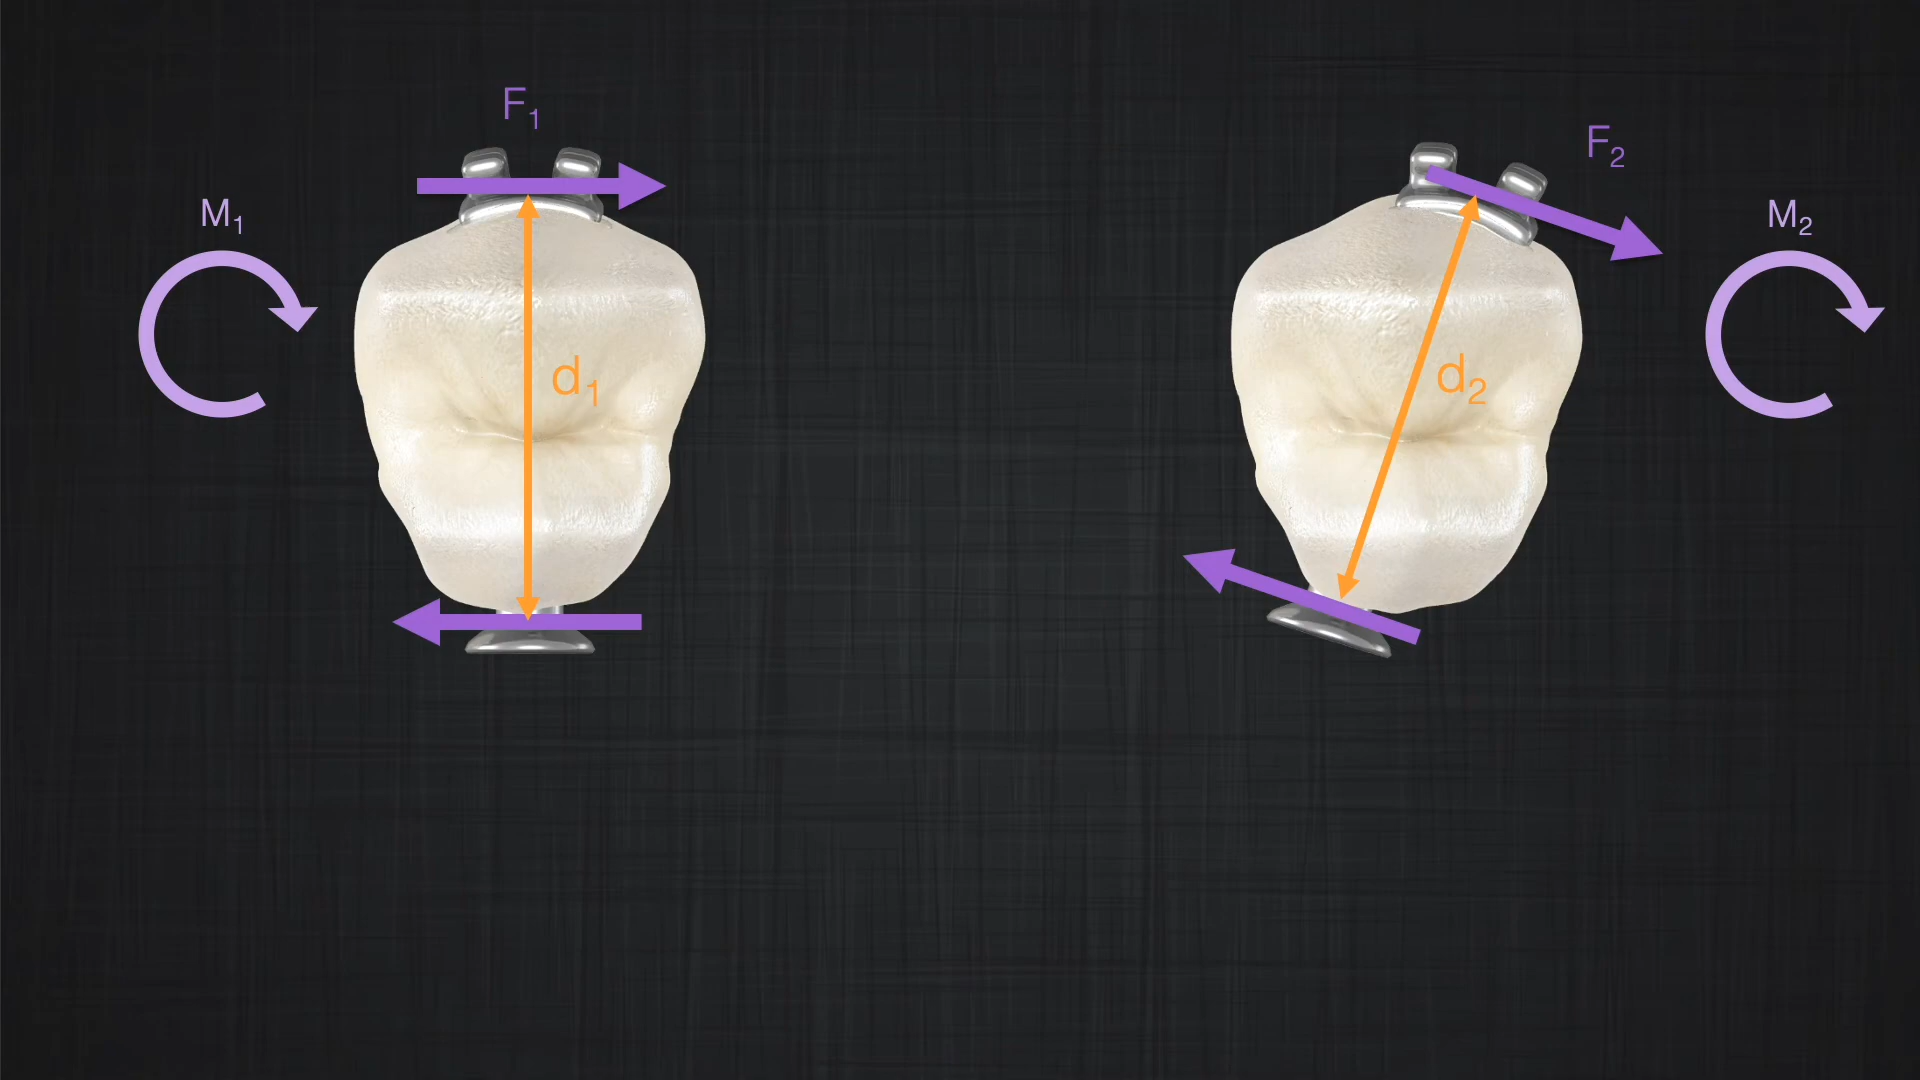 F₁
M₁
d₁
F₂
M₂
d₂